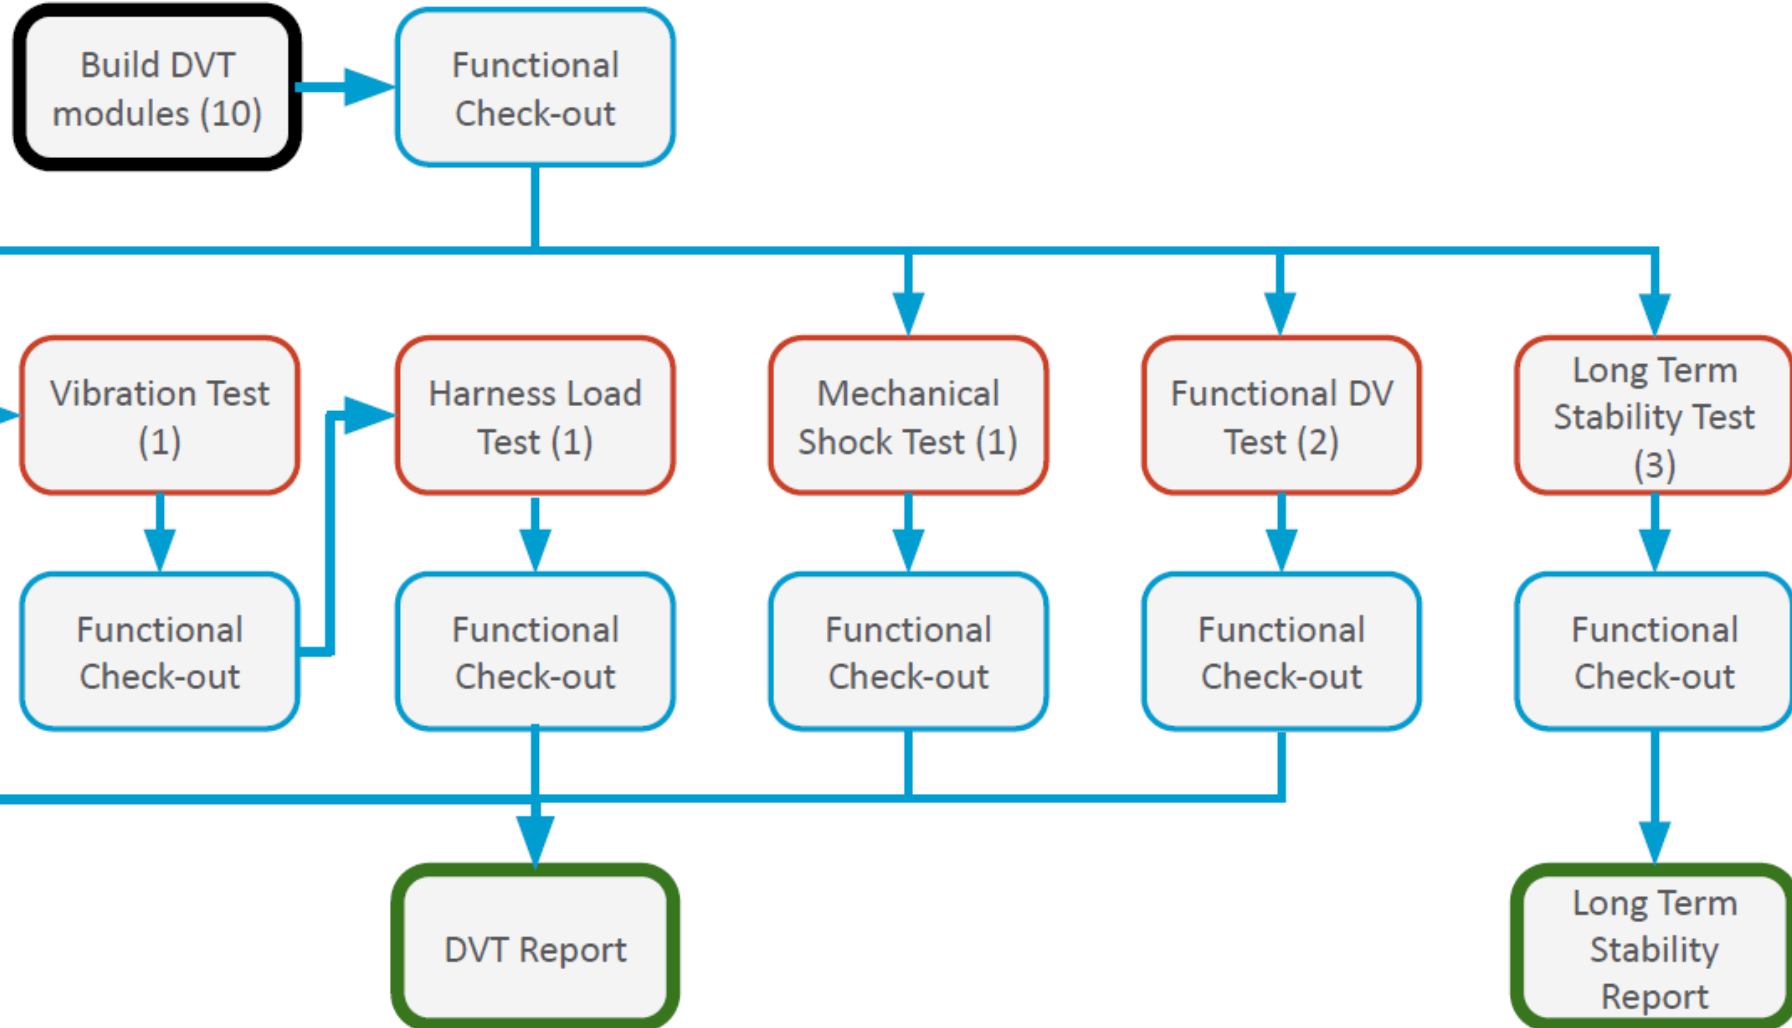 Build DVT
modules (10)
Functional
Check-out
Vibration Test
(1)
Harness Load
Test (1)
Mechanical
Shock Test (1)
Functional DV
Test (2)
Long Term
Stability Test
(3)
Functional
Check-out
Functional
Check-out
Functional
Check-out
Functional
Check-out
Functional
Check-out
DVT Report
Long Term
Stability
Report